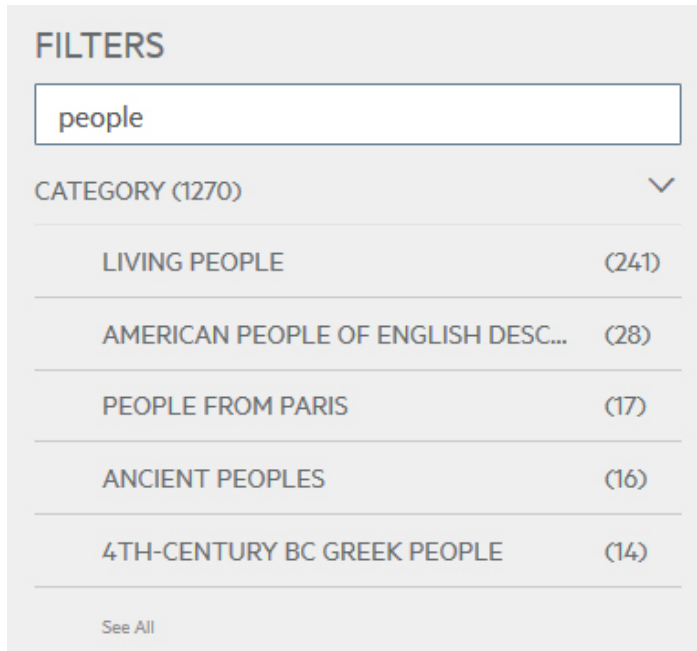 FILTERS
people
CATEGORY (1270)
LIVING PEOPLE (241)
AMERICAN PEOPLE OF ENGLISH DESC... (28)
PEOPLE FROM PARIS (17)
ANCIENT PEOPLES (16)
4TH-CENTURY BC GREEK PEOPLE (14)
See All